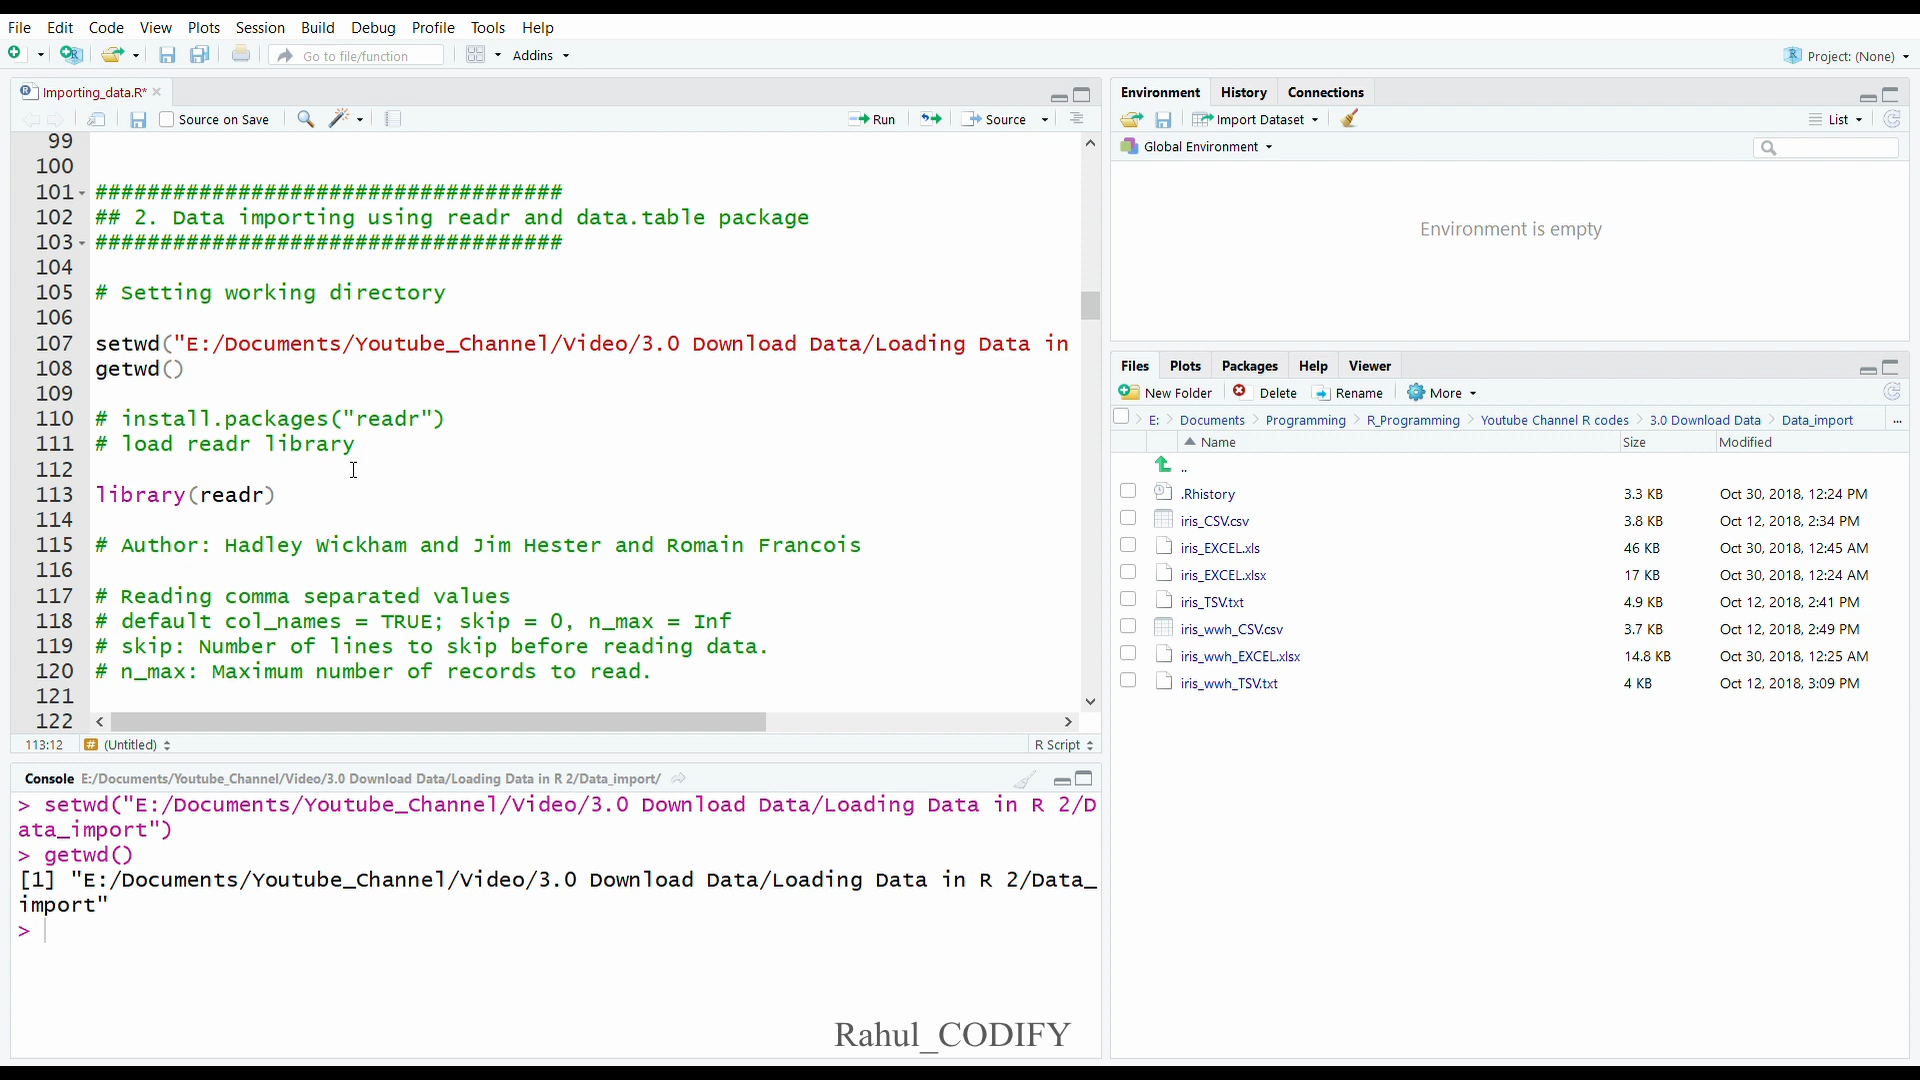 File Edit Code View Plots Session Build Debug Profile Tools Help
Go to file/function Addins Project: (None)
Importing_data.R*
Source on Save Run Source
99
100
101 ####################################
102 ## 2. Data importing using readr and data.table package
103 ####################################
104
105 # Setting working directory
106
107 setwd("E:/Documents/Youtube_Channel/Video/3.0 Download Data/Loading Data in
108 getwd()
109
110 # install.packages("readr")
111 # load readr library
112
113 library(readr)
114
115 # Author: Hadley Wickham and Jim Hester and Romain Francois
116
117 # Reading comma separated values
118 # default col_names = TRUE; skip = 0, n_max = Inf
119 # skip: Number of lines to skip before reading data.
120 # n_max: Maximum number of records to read.
121
122
113:12 (Untitled) R Script
Console E:/Documents/Youtube_Channel/Video/3.0 Download Data/Loading Data in R 2/Data_import/
> setwd("E:/Documents/Youtube_Channel/Video/3.0 Download Data/Loading Data in R 2/D
ata_import")
> getwd()
[1] "E:/Documents/Youtube_Channel/Video/3.0 Download Data/Loading Data in R 2/Data_
import"
>
Rahul_CODIFY
Environment History Connections
Import Dataset List
Global Environment
Environment is empty
Files Plots Packages Help Viewer
New Folder Delete Rename More
E: Documents Programming R_Programming Youtube Channel R codes 3.0 Download Data Data_import ...
Name Size Modified
..
.Rhistory 3.3 KB Oct 30, 2018, 12:24 PM
iris_CSV.csv 3.8 KB Oct 12, 2018, 2:34 PM
iris_EXCEL.xls 46 KB Oct 30, 2018, 12:45 AM
iris_EXCEL.xlsx 17 KB Oct 30, 2018, 12:24 AM
iris_TSV.txt 4.9 KB Oct 12, 2018, 2:41 PM
iris_wwh_CSV.csv 3.7 KB Oct 12, 2018, 2:49 PM
iris_wwh_EXCEL.xlsx 14.8 KB Oct 30, 2018, 12:25 AM
iris_wwh_TSV.txt 4 KB Oct 12, 2018, 3:09 PM